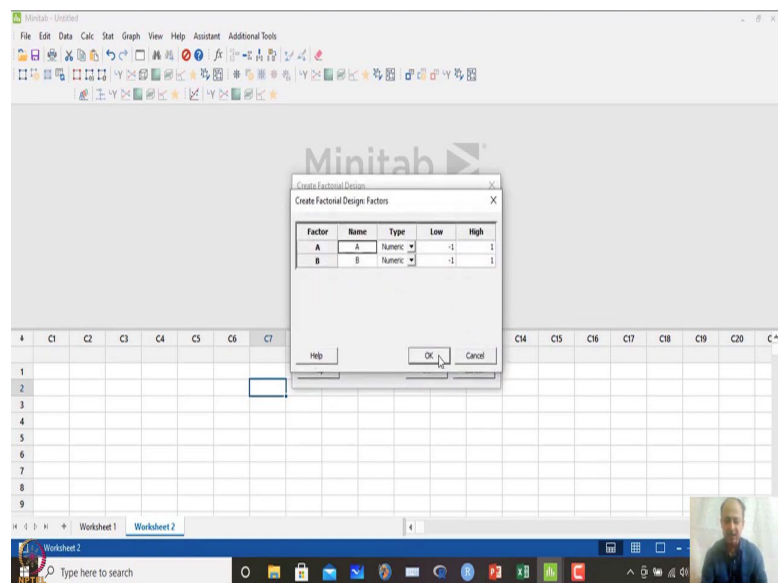 Minitab - Untitled
File Edit Data Calc Stat Graph View Help Assistant Additional Tools
Minitab
Create Factorial Design
Create Factorial Design: Factors
Factor Name Type Low High
A A Numeric -1 1
B B Numeric -1 1
Help OK Cancel
C1 C2 C3 C4 C5 C6 C7 C14 C15 C16 C17 C18 C19 C20
1
2
3
4
5
6
7
8
9
Worksheet 1 Worksheet 2
Worksheet 2
Type here to search
NPTEL